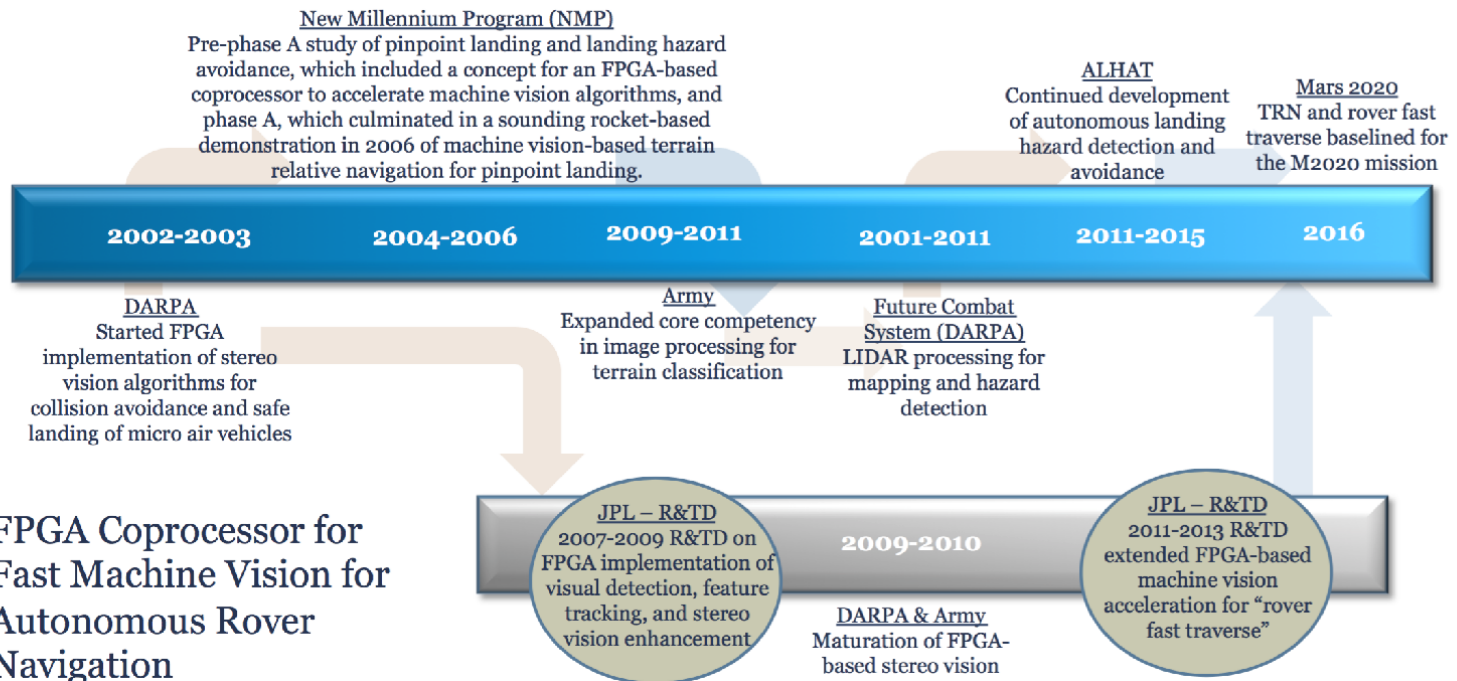 New Millennium Program (NMP)
Pre-phase A study of pinpoint landing and landing hazard
avoidance, which included a concept for an FPGA-based
coprocessor to accelerate machine vision algorithms, and
phase A, which culminated in a sounding rocket-based
demonstration in 2006 of machine vision-based terrain
relative navigation for pinpoint landing.
ALHAT
Continued development
of autonomous landing
hazard detection and
avoidance
Mars 2020
TRN and rover fast
traverse baselined for
the M2020 mission
2002-2003
2004-2006
2009-2011
2001-2011
2011-2015
2016
DARPA
Started FPGA
implementation of stereo
vision algorithms for
collision avoidance and safe
landing of micro air vehicles
Army
Expanded core competency
in image processing for
terrain classification
Future Combat
System (DARPA)
LIDAR processing for
mapping and hazard
detection
FPGA Coprocessor for
Fast Machine Vision for
Autonomous Rover
Navigation
JPL – R&TD
2007-2009 R&TD on
FPGA implementation of
visual detection, feature
tracking, and stereo
vision enhancement
2009-2010
DARPA & Army
Maturation of FPGA-
based stereo vision
JPL – R&TD
2011-2013 R&TD
extended FPGA-based
machine vision
acceleration for “rover
fast traverse”